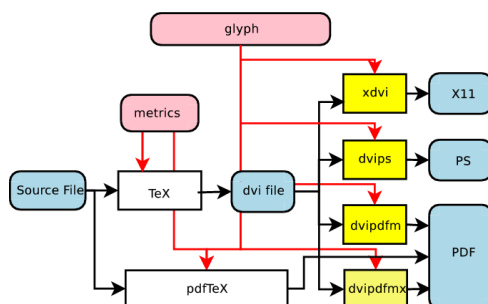 glyph
xdvi
X11
metrics
dvips
PS
Source File
TeX
dvi file
dvipdfm
PDF
pdfTeX
dvipdfmx